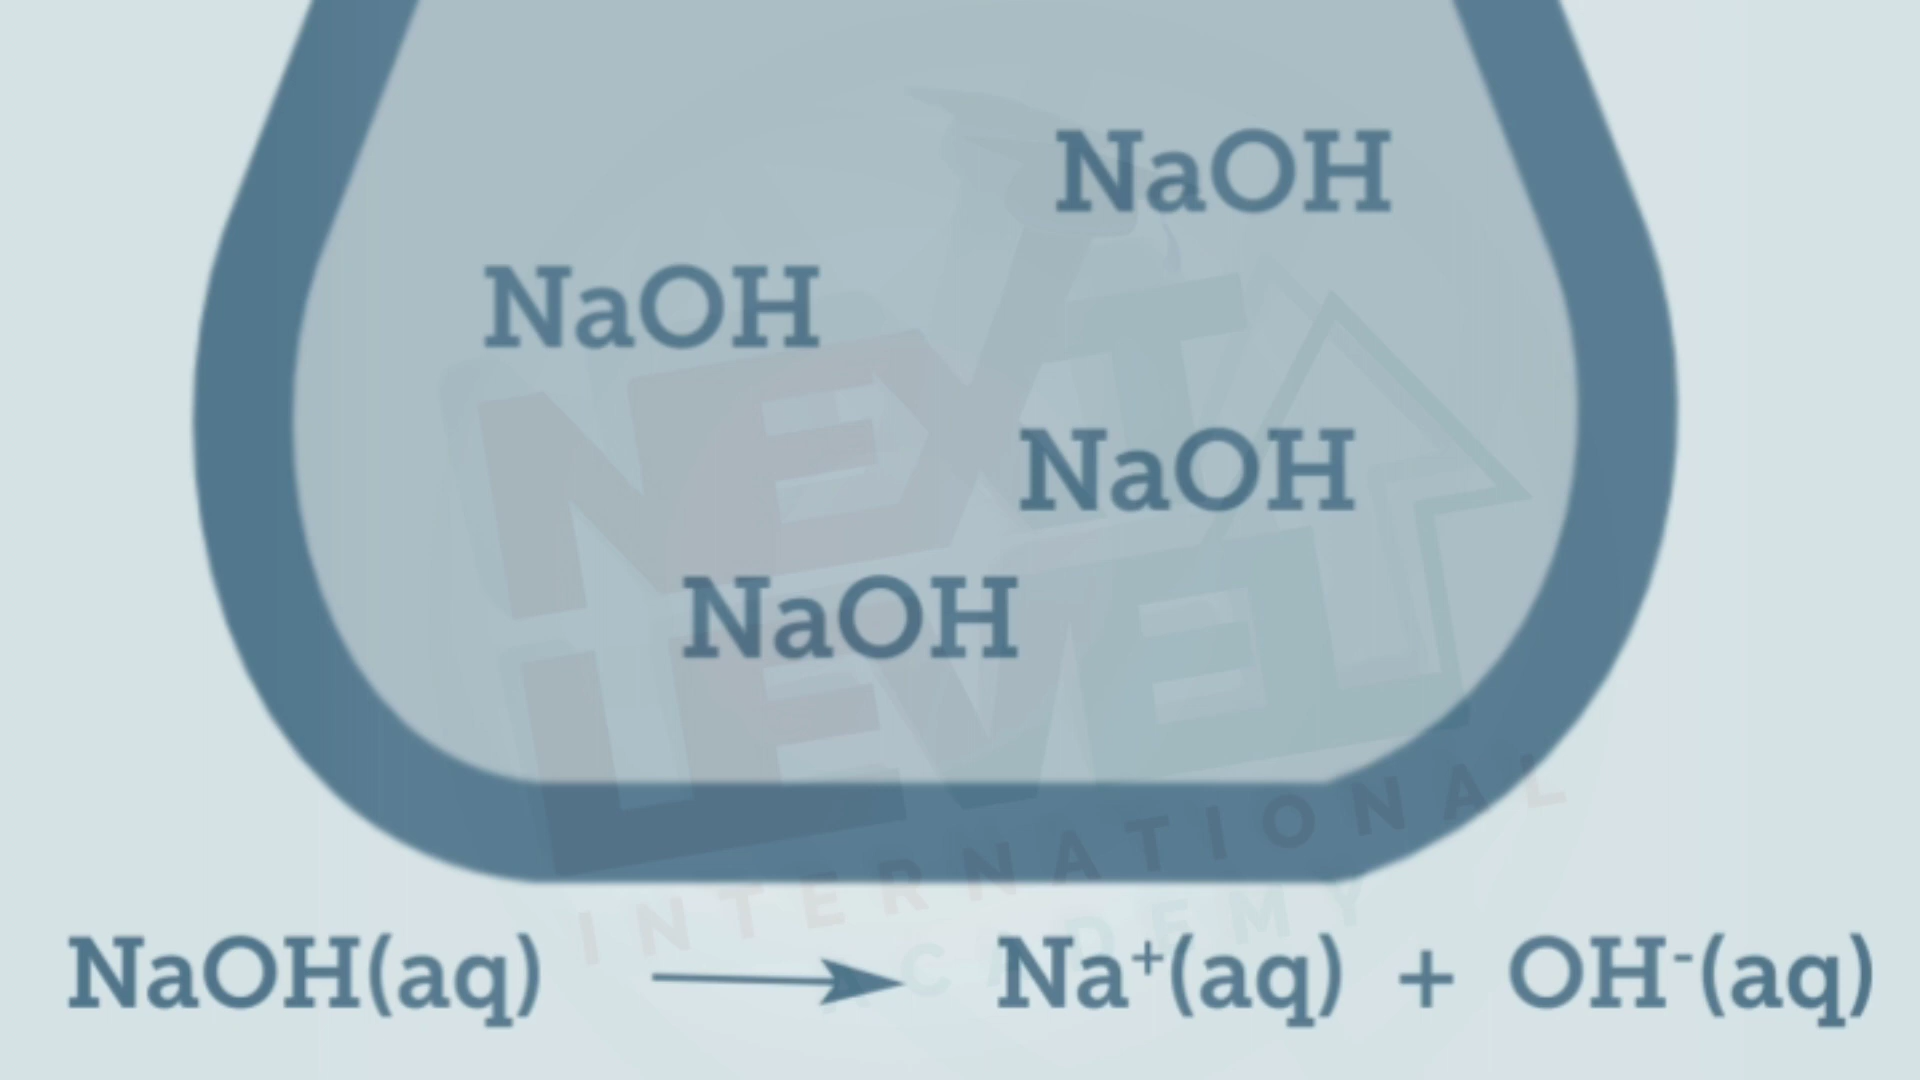 NaOH
NaOH
NaOH
NaOH
NEXT
LEVEL
INTERNATIONAL
ACADEMY
NaOH(aq) → Na⁺(aq) + OH⁻(aq)